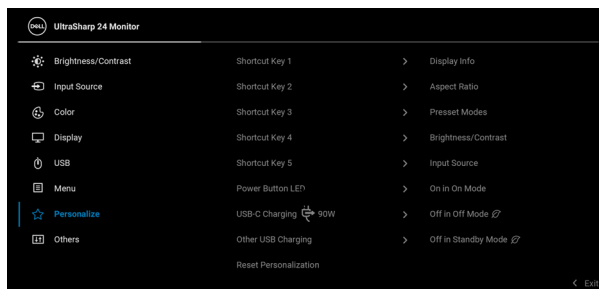 DELL UltraSharp 24 Monitor
Brightness/Contrast Shortcut Key 1 > Display Info
Input Source Shortcut Key 2 > Aspect Ratio
Color Shortcut Key 3 > Presset Modes
Display Shortcut Key 4 > Brightness/Contrast
USB Shortcut Key 5 > Input Source
Menu Power Button LED > On in On Mode
Personalize USB-C Charging 90W > Off in Off Mode
Others Other USB Charging > Off in Standby Mode
Reset Personalization
< Exit